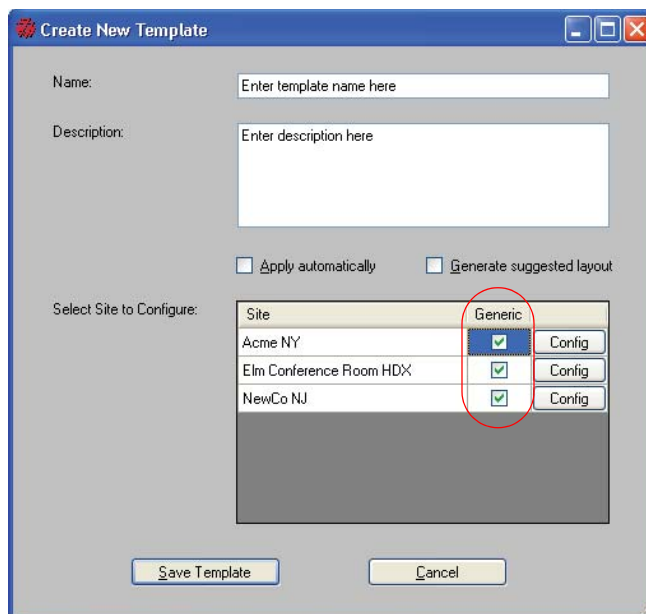 Create New Template
Name:
Enter template name here
Description:
Enter description here
Apply automatically
Generate suggested layout
Select Site to Configure:
Site Generic
Acme NY Config
Elm Conference Room HDX Config
NewCo NJ Config
Save Template Cancel